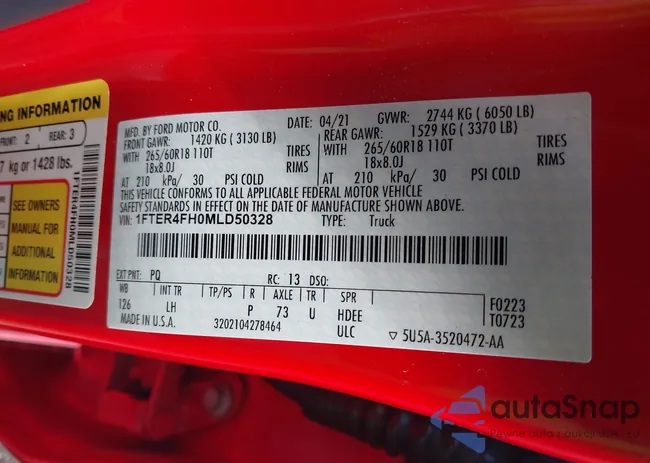 NG INFORMATION
FRONT: 2 REAR: 3
7 kg or 1428 lbs.
SEE OWNERS
MANUAL FOR
ADDITIONAL
INFORMATION
1FTER4FH0MLD50328
MFD. BY FORD MOTOR CO. DATE: 04/21 GVWR: 2744 KG ( 6050 LB)
FRONT GAWR: 1420 KG ( 3130 LB) REAR GAWR: 1529 KG ( 3370 LB)
WITH 265/60R18 110T TIRES 265/60R18 110T TIRES
18x8.0J RIMS 18x8.0J RIMS
AT 210 kPa/ 30 PSI COLD AT 210 kPa/ 30 PSI COLD
THIS VEHICLE CONFORMS TO ALL APPLICABLE FEDERAL MOTOR VEHICLE
SAFETY STANDARDS IN EFFECT ON THE DATE OF MANUFACTURE SHOWN ABOVE.
VIN: 1FTER4FH0MLD50328 TYPE: Truck
EXT PNT: PQ RC: 13 DSO:
WB INT TR TP/PS R AXLE TR SPR
126 LH P 73 U HDEE
F0223
T0723
MADE IN U.S.A. 3202104278464 ULC ▽ 5U5A-3520472-AA
autaSnap
Pewne auta z autajdun.eu